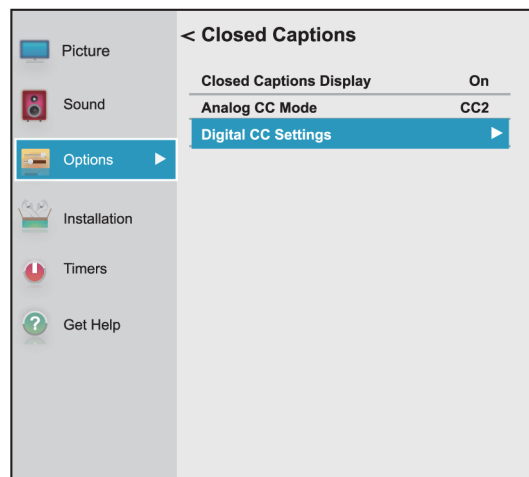 Picture
Sound
Options
Installation
Timers
Get Help
< Closed Captions
Closed Captions Display On
Analog CC Mode CC2
Digital CC Settings